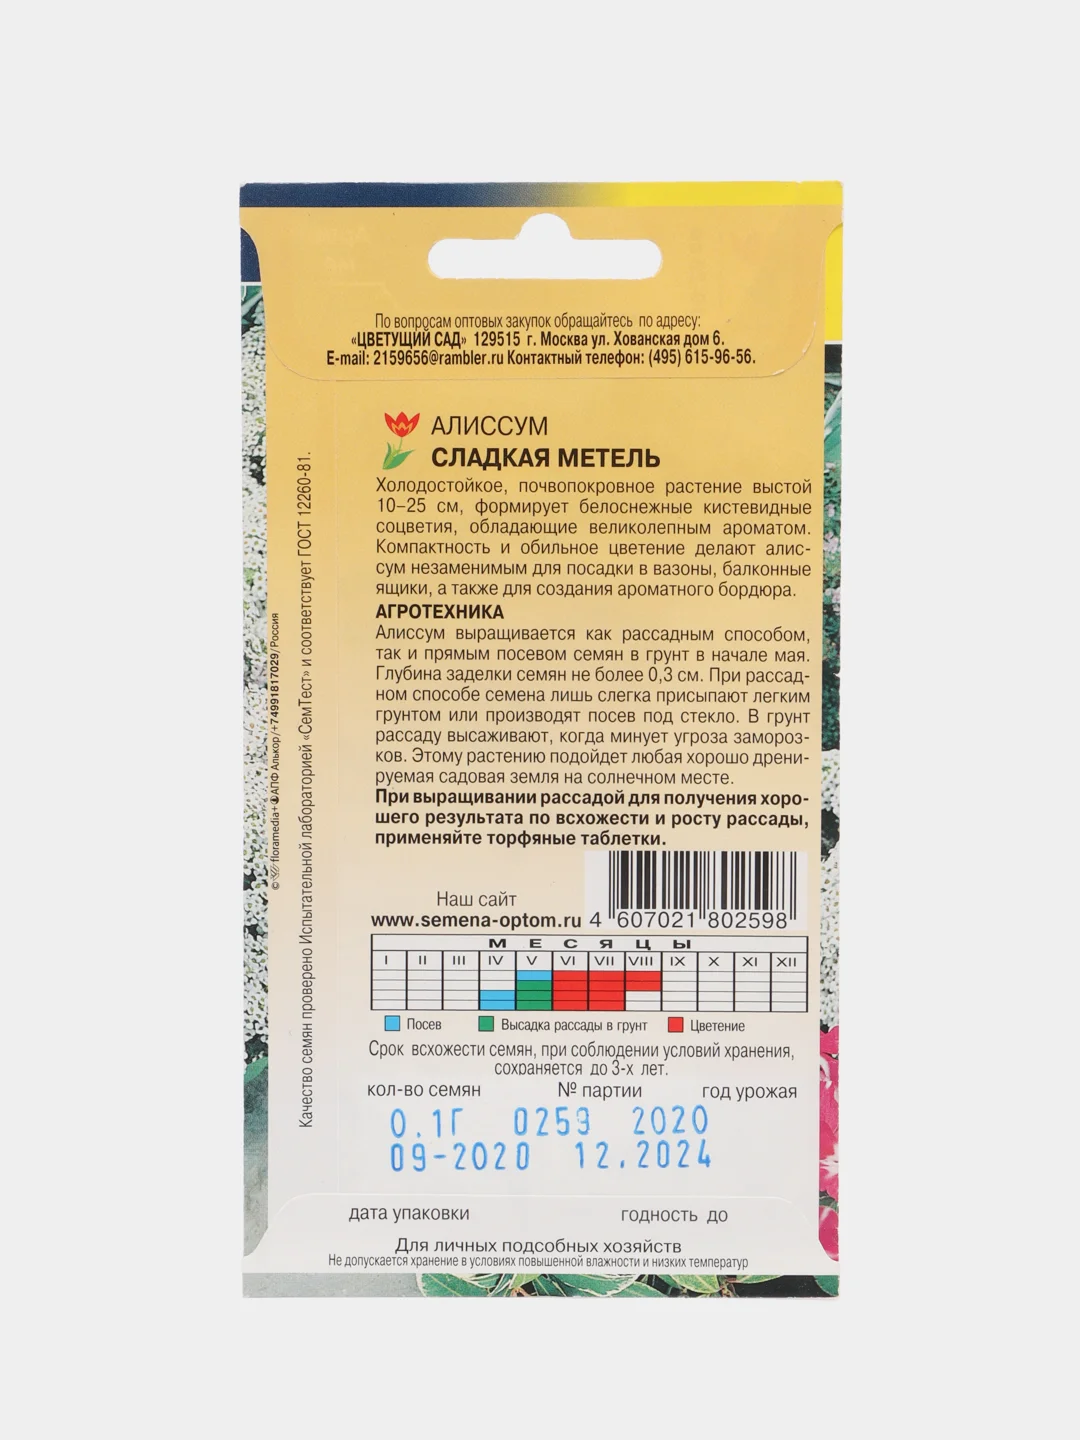 По вопросам оптовых закупок обращайтесь по адресу:
«ЦВЕТУЩИЙ САД» 129515 г. Москва ул. Хованская дом 6.
E-mail: 2159656@rambler.ru Контактный телефон: (495) 615-96-56.
АЛИССУМ
СЛАДКАЯ МЕТЕЛЬ
Холодостойкое, почвопокровное растение выстой
10–25 см, формирует белоснежные кистевидные
соцветия, обладающие великолепным ароматом.
Компактность и обильное цветение делают алис-
сум незаменимым для посадки в вазоны, балконные
ящики, а также для создания ароматного бордюра.
АГРОТЕХНИКА
Алиссум выращивается как рассадным способом,
так и прямым посевом семян в грунт в начале мая.
Глубина заделки семян не более 0,3 см. При рассад-
ном способе семена лишь слегка присыпают легким
грунтом или производят посев под стекло. В грунт
рассаду высаживают, когда минует угроза замороз-
ков. Этому растению подойдет любая хорошо дрени-
руемая садовая земля на солнечном месте.
При выращивании рассадой для получения хоро-
шего результата по всхожести и росту рассады,
применяйте торфяные таблетки.
Наш сайт
www.semena-optom.ru
4 607021 802598
МЕСЯЦЫ
I II III IV V VI VII VIII IX X XI XII
Посев Высадка рассады в грунт Цветение
Срок всхожести семян, при соблюдении условий хранения,
сохраняется до 3-х лет.
кол-во семян № партии год урожая
0.1Г 0259 2020
09-2020 12.2024
дата упаковки годность до
Для личных подсобных хозяйств
Не допускается хранение в условиях повышенной влажности и низких температур
Качество семян проверено Испытательной лабораторией «СемТест» и соответствует ГОСТ 12260-81.
© floramedia+ АПФ Алькор/+74991817029/Россия